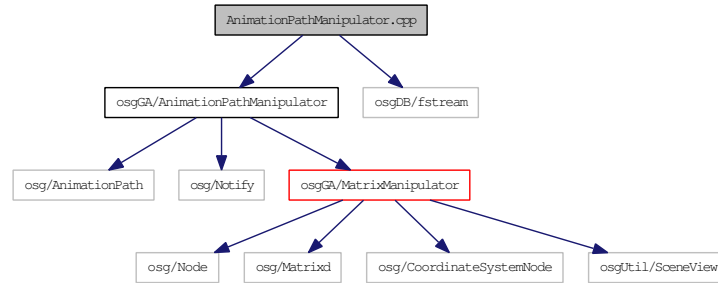 AnimationPathManipulator.cpp
osgGA/AnimationPathManipulator
osgDB/fstream
osg/AnimationPath
osg/Notify
osgGA/MatrixManipulator
osg/Node
osg/Matrixd
osg/CoordinateSystemNode
osgUtil/SceneView